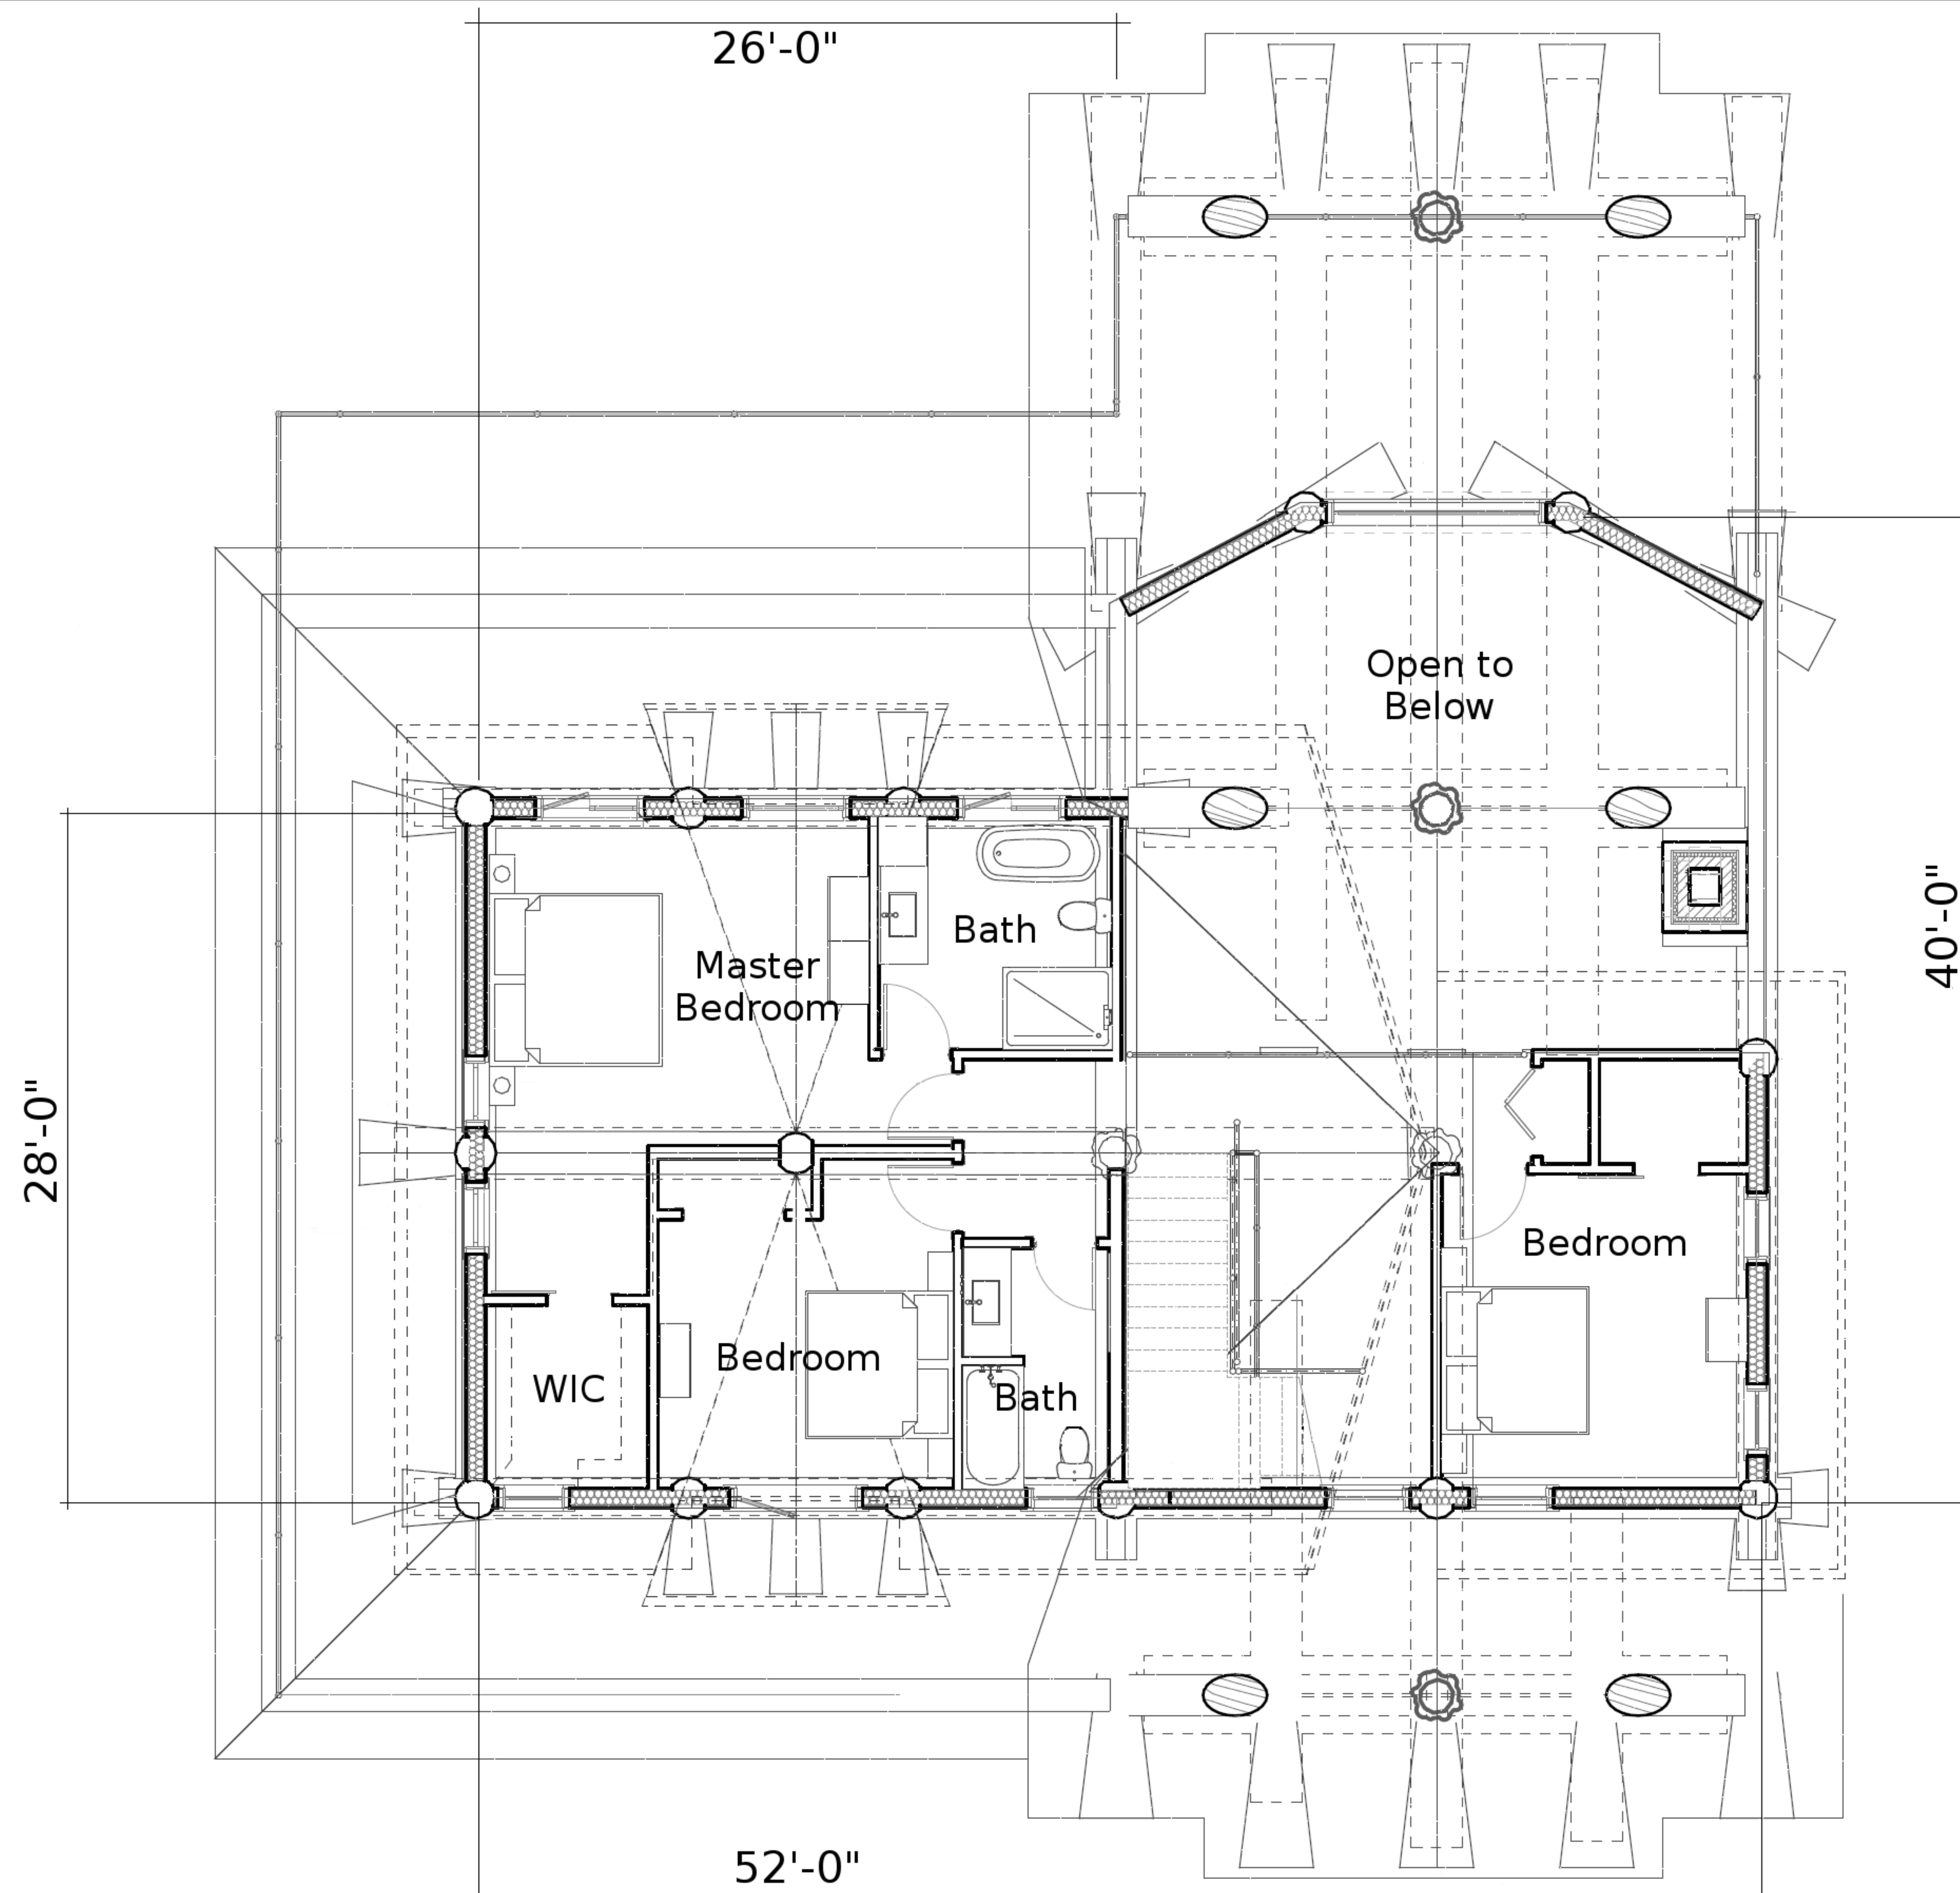 26'-0"
Open to
Below
Bath
Master
Bedroom
40'-0"
28'-0"
Bedroom
Bedroom
WIC
Bath
52'-0"